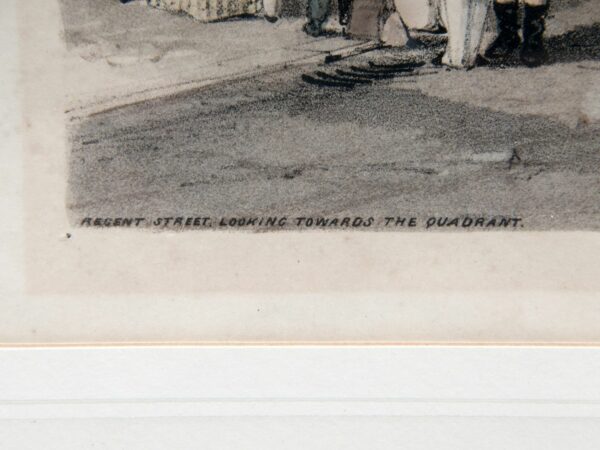 REGENT STREET, LOOKING TOWARDS THE QUADRANT.